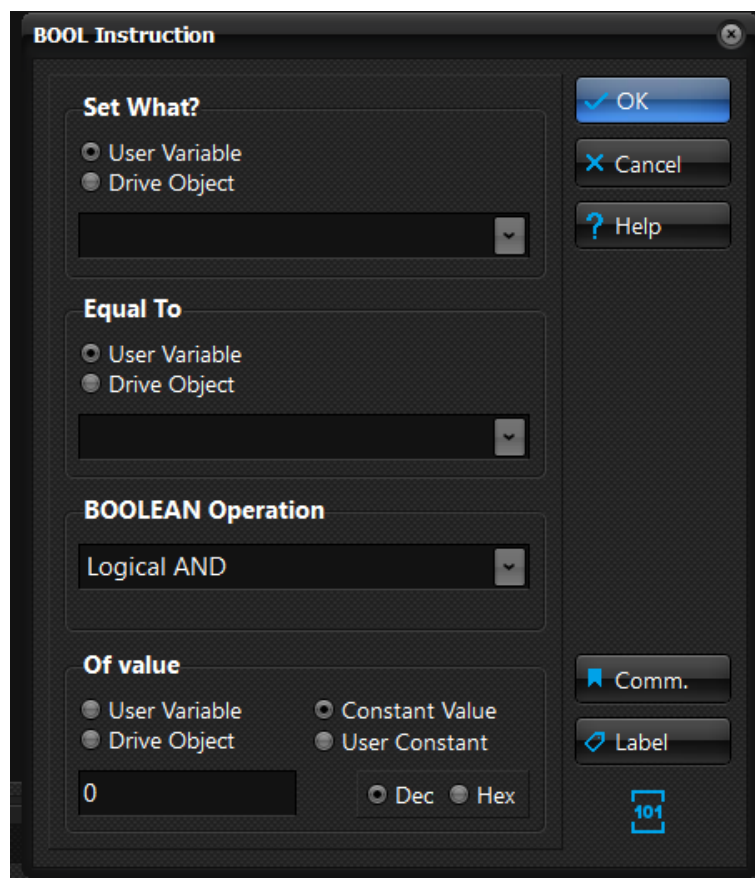 BOOL Instruction
Set What?
User Variable
Drive Object
Equal To
User Variable
Drive Object
BOOLEAN Operation
Logical AND
Of value
User Variable
Constant Value
Drive Object
User Constant
0
Dec
Hex
OK
Cancel
? Help
Comm.
Label
101